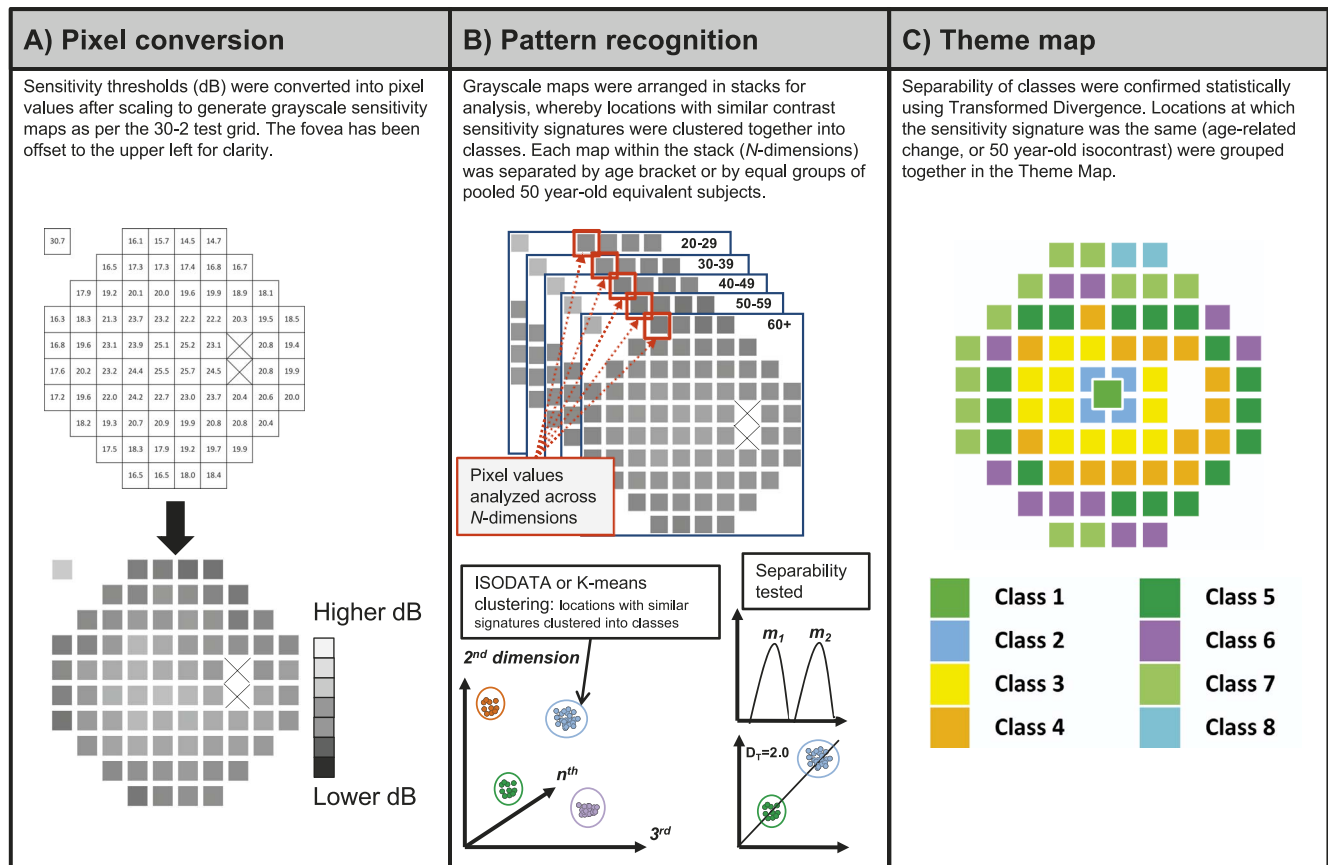 A) Pixel conversion
Sensitivity thresholds (dB) were converted into pixel
values after scaling to generate grayscale sensitivity
maps as per the 30-2 test grid. The fovea has been
offset to the upper left for clarity.
30.7 16.1 15.7 14.5 14.7
16.5 17.3 17.3 17.4 16.8 16.7
17.9 19.2 20.1 20.0 19.6 19.9 18.9 18.1
16.3 18.3 21.3 23.7 22.2 22.2 22.2 20.3 19.5 18.5
16.8 19.6 23.1 23.9 25.1 25.2 23.1 20.8 19.4
17.6 20.2 23.2 24.4 25.5 25.7 24.5 20.8 19.9
17.2 19.6 22.0 24.2 22.7 23.0 23.7 20.4 20.6 20.0
18.2 19.3 20.7 20.9 19.9 20.8 20.8 20.4
17.5 18.3 17.9 19.2 19.7 19.9
16.5 16.5 18.0 18.4
Higher dB
Lower dB
B) Pattern recognition
Grayscale maps were arranged in stacks for
analysis, whereby locations with similar contrast
sensitivity signatures were clustered together into
classes. Each map within the stack (N-dimensions)
was separated by age bracket or by equal groups of
pooled 50 year-old equivalent subjects.
20-29
30-39
40-49
50-59
60+
Pixel values
analyzed across
N-dimensions
ISODATA or K-means
clustering: locations with similar
signatures clustered into classes
2nd dimension
nth
3rd
Separability
tested
m1 m2
DT=2.0
C) Theme map
Separability of classes were confirmed statistically
using Transformed Divergence. Locations at which
the sensitivity signature was the same (age-related
change, or 50 year-old isocontrast) were grouped
together in the Theme Map.
Class 1
Class 2
Class 3
Class 4
Class 5
Class 6
Class 7
Class 8